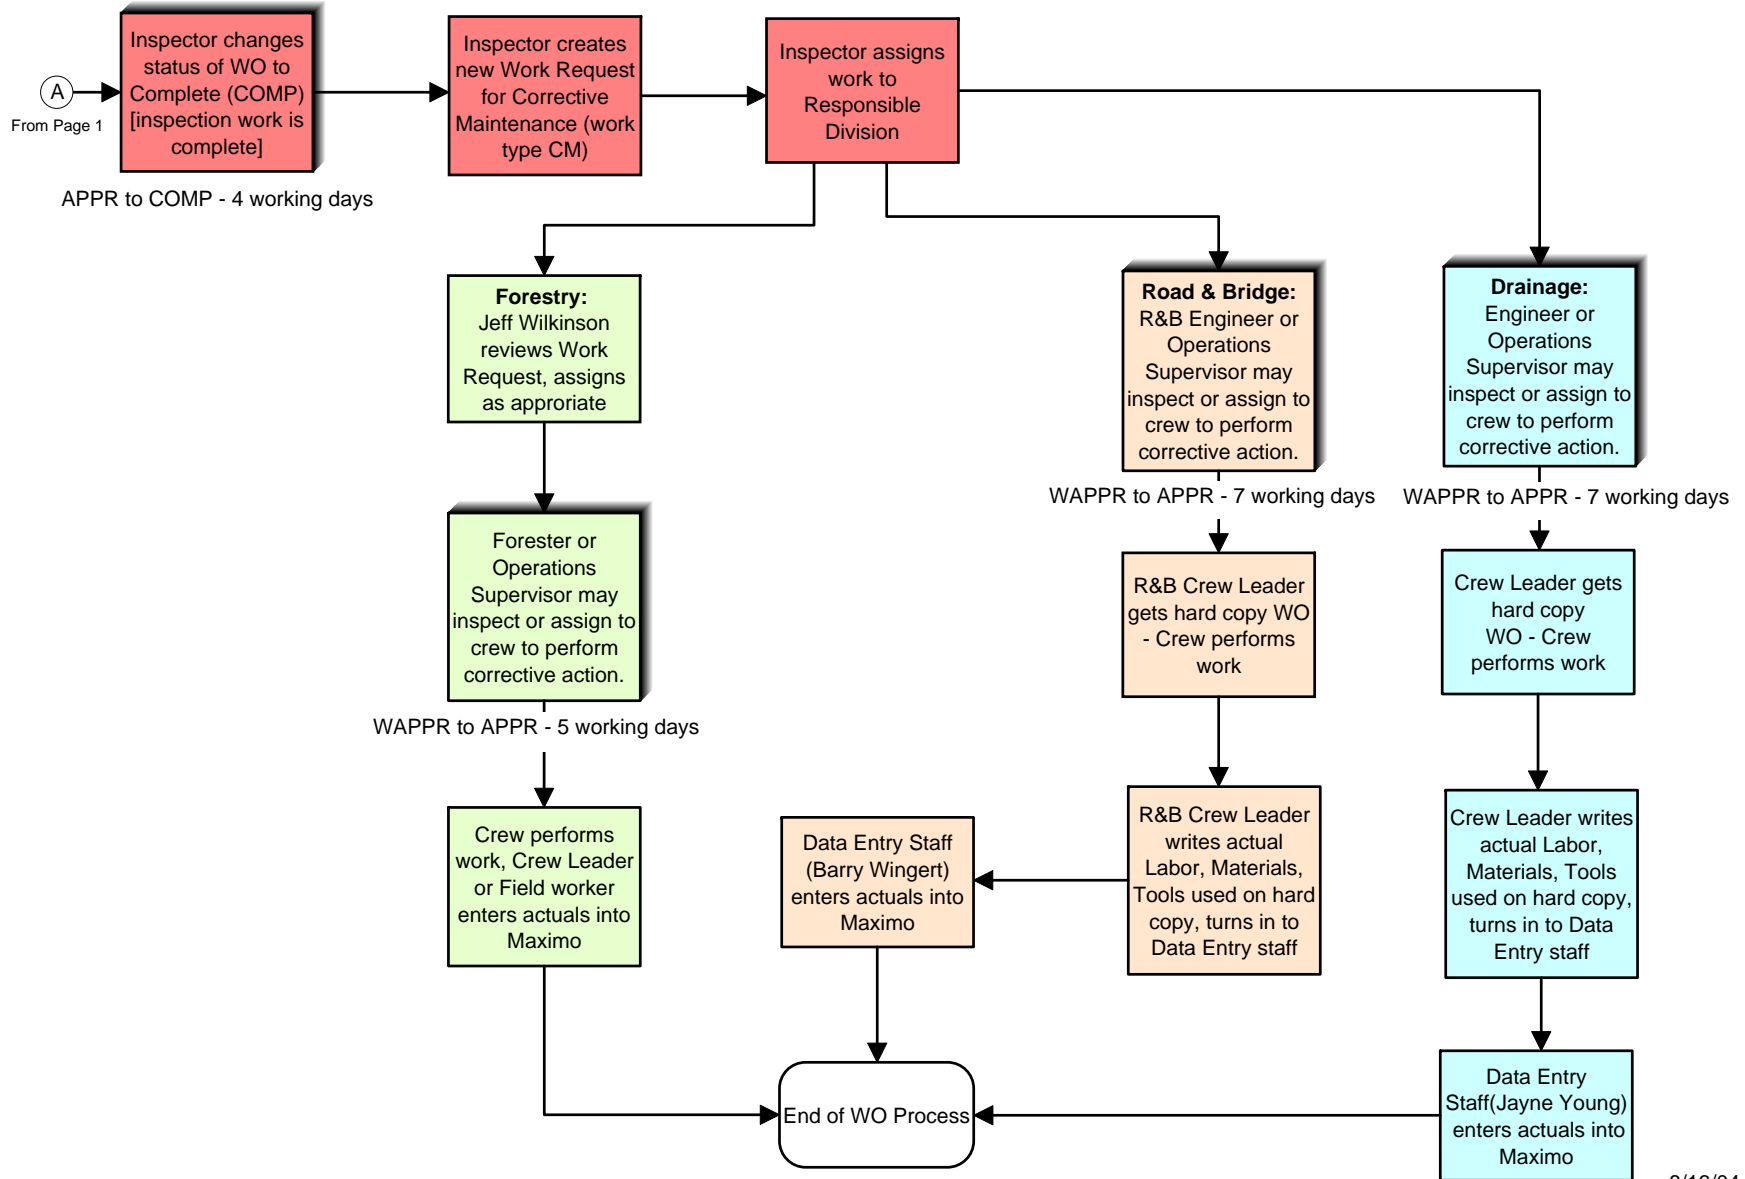 Inspector changes
status of WO to
Complete (COMP)
[inspection work is
complete]
Inspector creates
new Work Request
for Corrective
Maintenance (work
type CM)
Inspector assigns
work to
Responsible
Division
A
From Page 1
APPR to COMP - 4 working days
Forestry:
Jeff Wilkinson
reviews Work
Request, assigns
as approriate
Road & Bridge:
R&B Engineer or
Operations
Supervisor may
inspect or assign to
crew to perform
corrective action.
Drainage:
Engineer or
Operations
Supervisor may
inspect or assign to
crew to perform
corrective action.
WAPPR to APPR - 7 working days
WAPPR to APPR - 7 working days
Forester or
Operations
Supervisor may
inspect or assign to
crew to perform
corrective action.
R&B Crew Leader
gets hard copy WO
- Crew performs
work
Crew Leader gets
hard copy
WO - Crew
performs work
WAPPR to APPR - 5 working days
Crew performs
work, Crew Leader
or Field worker
enters actuals into
Maximo
Data Entry Staff
(Barry Wingert)
enters actuals into
Maximo
R&B Crew Leader
writes actual
Labor, Materials,
Tools used on hard
copy, turns in to
Data Entry staff
Crew Leader writes
actual Labor,
Materials, Tools
used on hard copy,
turns in to Data
Entry staff
End of WO Process
Data Entry
Staff(Jayne Young)
enters actuals into
Maximo